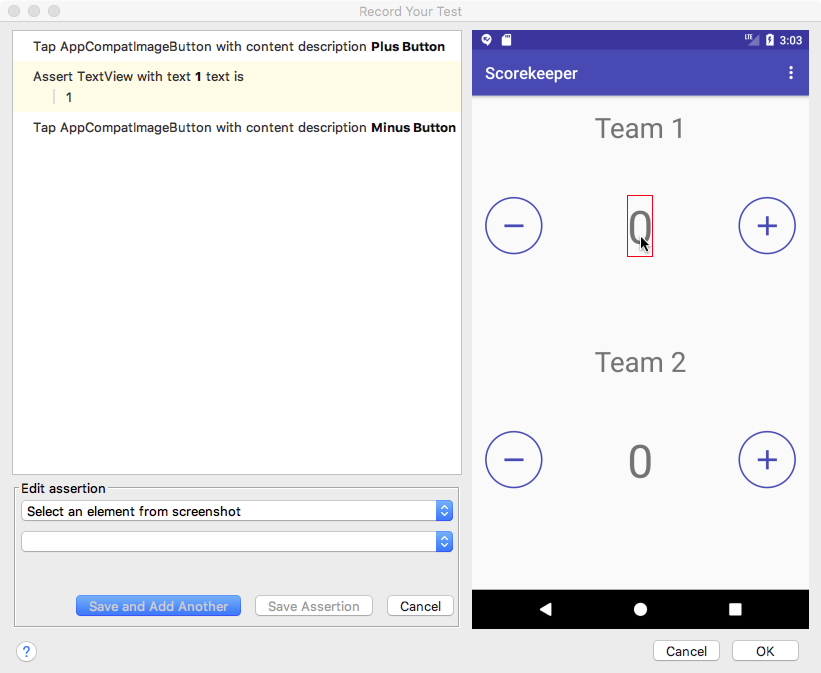 Record Your Test
Tap AppCompatImageButton with content description Plus Button
Assert TextView with text 1 text is
1
Tap AppCompatImageButton with content description Minus Button
Edit assertion
Select an element from screenshot
Save and Add Another
Save Assertion
Cancel
LTE
3:03
Scorekeeper
Team 1
0
Team 2
0
?
Cancel
OK